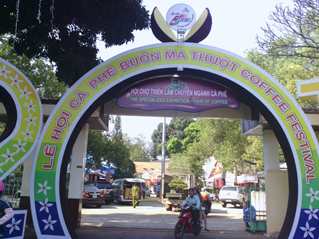 LỄ HỘI CÀ PHÊ BUÔN MA THUỘT COFFEE FESTIVAL
HỘI CHỢ TRIỂN LÃM CHUYÊN NGÀNH CÀ PHÊ
THE SPECIALIZED EXHIBITION FAIR OF COFFEE